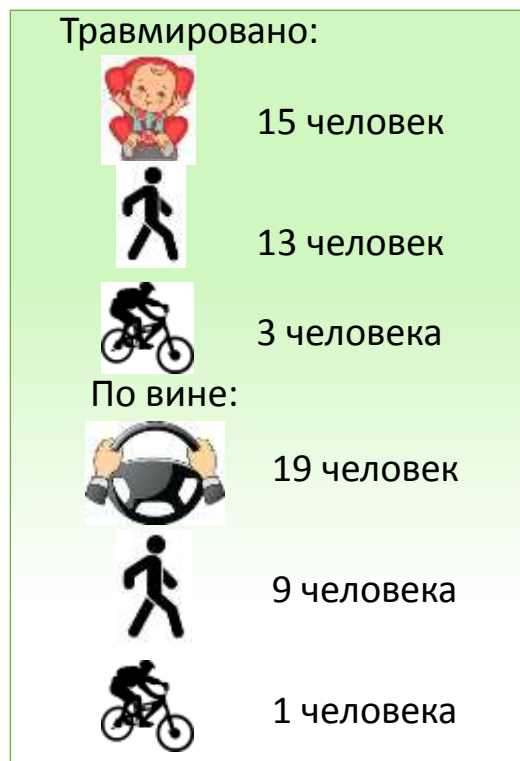 Травмировано:
15 человек
13 человек
3 человека
По вине:
19 человек
9 человека
1 человека